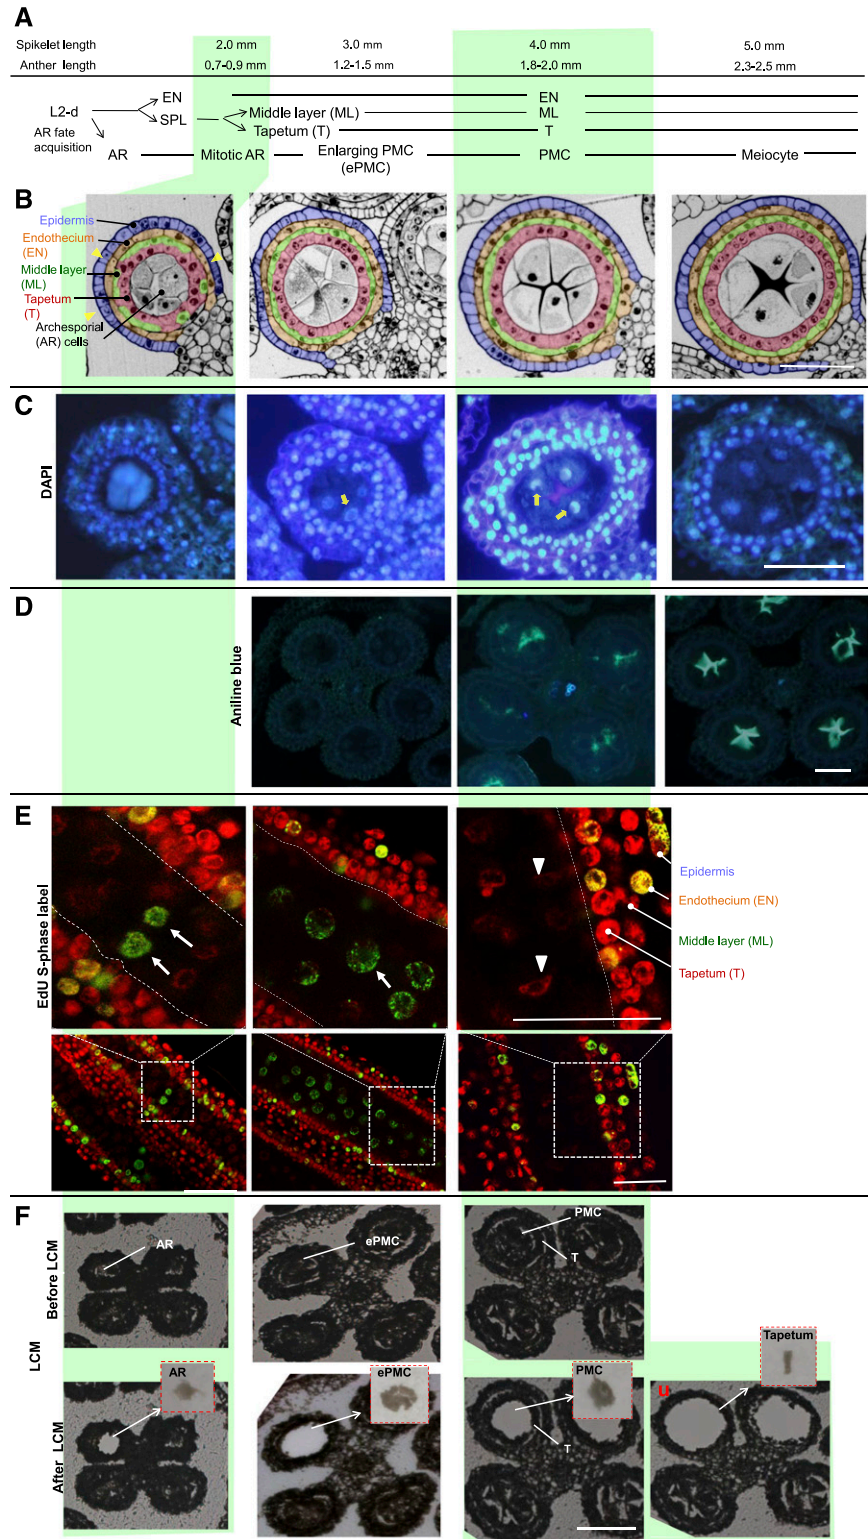 A
Spikelet length 2.0 mm 3.0 mm 4.0 mm 5.0 mm
Anther length 0.7-0.9 mm 1.2-1.5 mm 1.8-2.0 mm 2.3-2.5 mm
EN EN
L2-d SPL Middle layer (ML) ML
AR fate acquisition Tapetum (T) T
AR Mitotic AR Enlarging PMC (ePMC) PMC Meiocyte
B
Epidermis
Endothecium (EN)
Middle layer (ML)
Tapetum (T)
Archesporial (AR) cells
C
DAPI
D
Aniline blue
E
EdU S-phase label
Epidermis
Endothecium (EN)
Middle layer (ML)
Tapetum (T)
F
LCM
Before LCM
AR
ePMC
PMC
T
After LCM
AR
ePMC
PMC
T
Tapetum
U